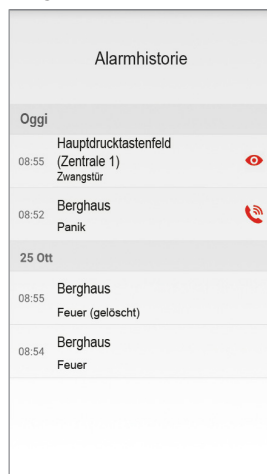 Alarmhistorie
Oggi
Hauptdrucktastenfeld
08:55 (Zentrale 1)
Zwangstür
08:52 Berghaus
Panik
25 Ott
08:55 Berghaus
Feuer (gelöscht)
08:54 Berghaus
Feuer